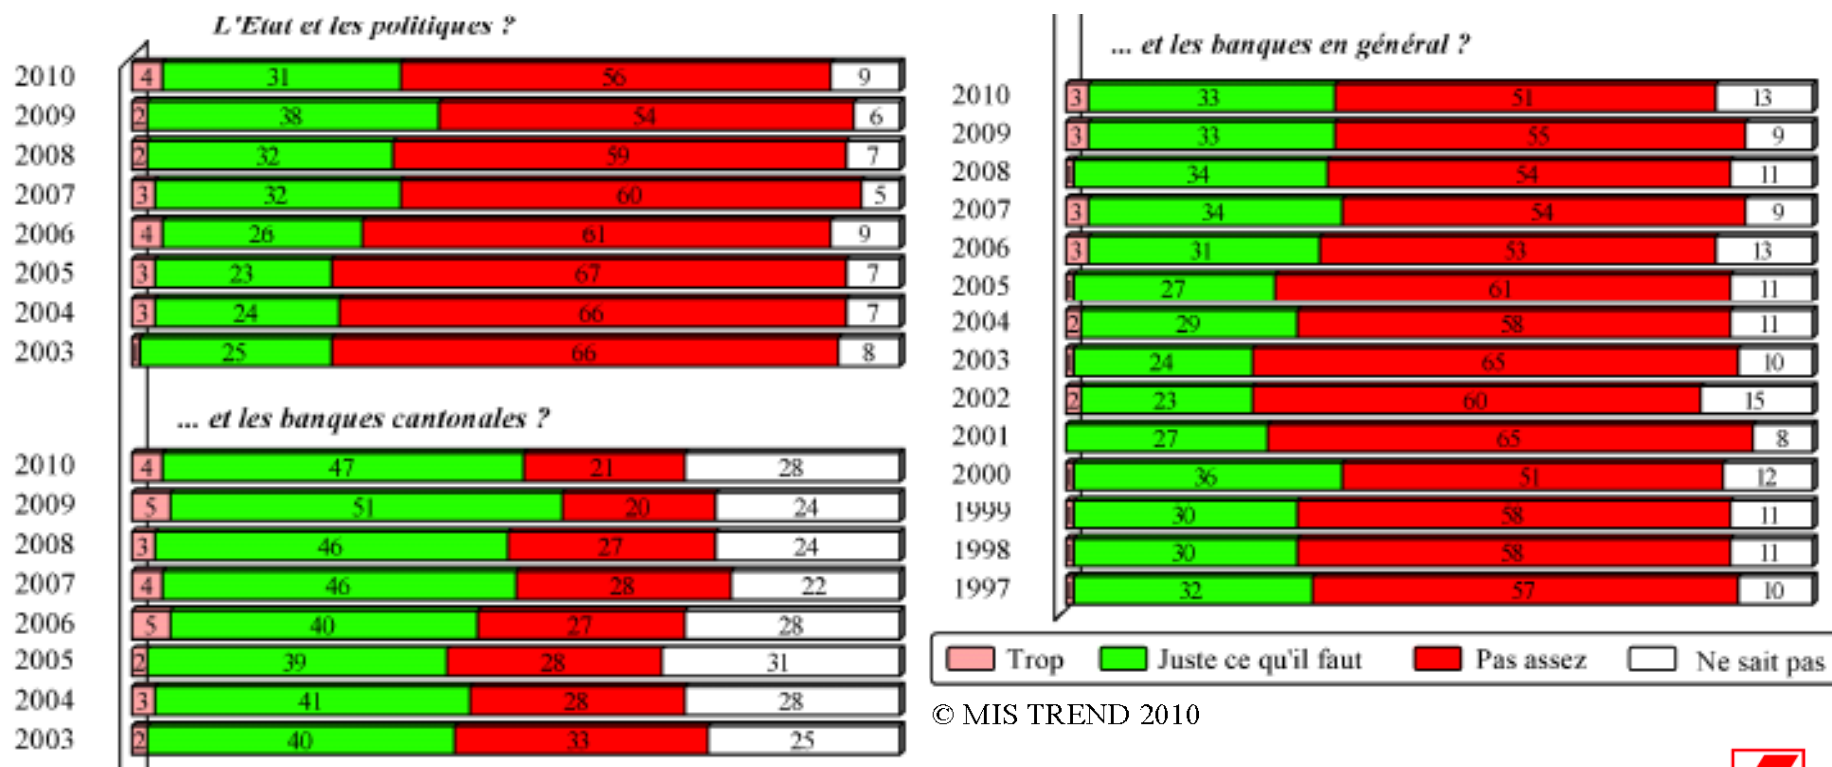 L'Etat et les politiques ?
2010 4 31 56 9
2009 2 38 54 6
2008 2 32 59 7
2007 3 32 60 5
2006 4 26 61 9
2005 3 23 67 7
2004 3 24 66 7
2003 1 25 66 8
... et les banques cantonales ?
2010 4 47 21 28
2009 5 51 20 24
2008 3 46 27 24
2007 4 46 28 22
2006 5 40 27 28
2005 2 39 28 31
2004 3 41 28 28
2003 2 40 33 25
... et les banques en général ?
2010 3 33 51 13
2009 3 33 55 9
2008 1 34 54 11
2007 3 34 54 9
2006 3 31 53 13
2005 1 27 61 11
2004 2 29 58 11
2003 1 24 65 10
2002 2 23 60 15
2001 27 65 8
2000 1 36 51 12
1999 1 30 58 11
1998 1 30 58 11
1997 1 32 57 10
Trop Juste ce qu'il faut Pas assez Ne sait pas
© MIS TREND 2010